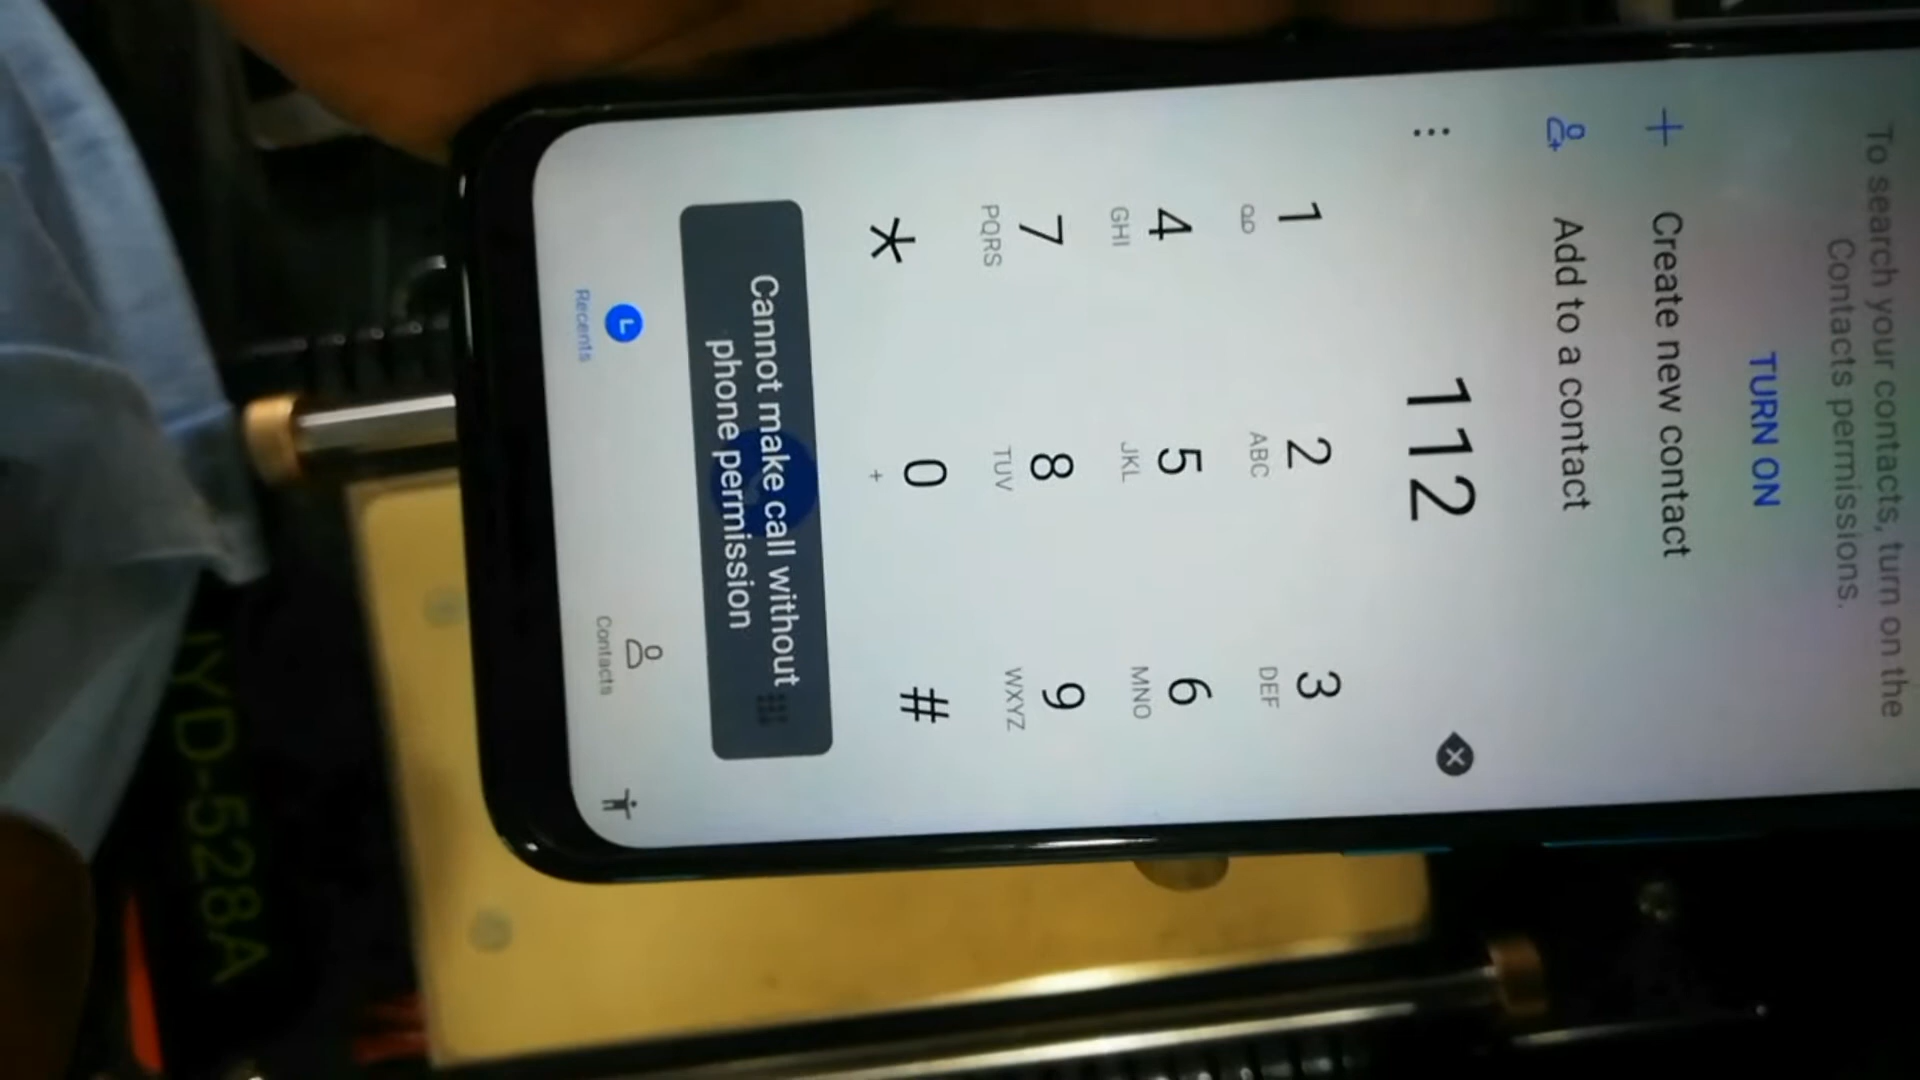 To search your contacts, turn on the
Contacts permissions.
TURN ON
Create new contact
Add to a contact
112
1
2
ABC
3
DEF
4
GHI
5
JKL
6
MNO
7
PQRS
8
TUV
9
WXYZ
*
0
+
#
Cannot make call without
phone permission
Recents
Contacts
YD-528A